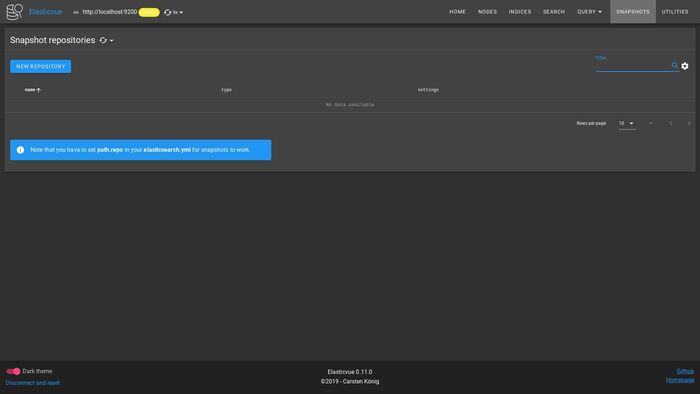 Elasticvue
http://localhost:9200
5s
HOME
NODES
INDICES
SEARCH
QUERY
SNAPSHOTS
UTILITIES
Snapshot repositories
NEW REPOSITORY
Filter
name
type
settings
No data available
Rows per page:
10
–
Note that you have to set path.repo in your elasticsearch.yml for snapshots to work.
Dark theme
Disconnect and reset
Elasticvue 0.11.0
©2019 - Carsten König
Github
Homepage